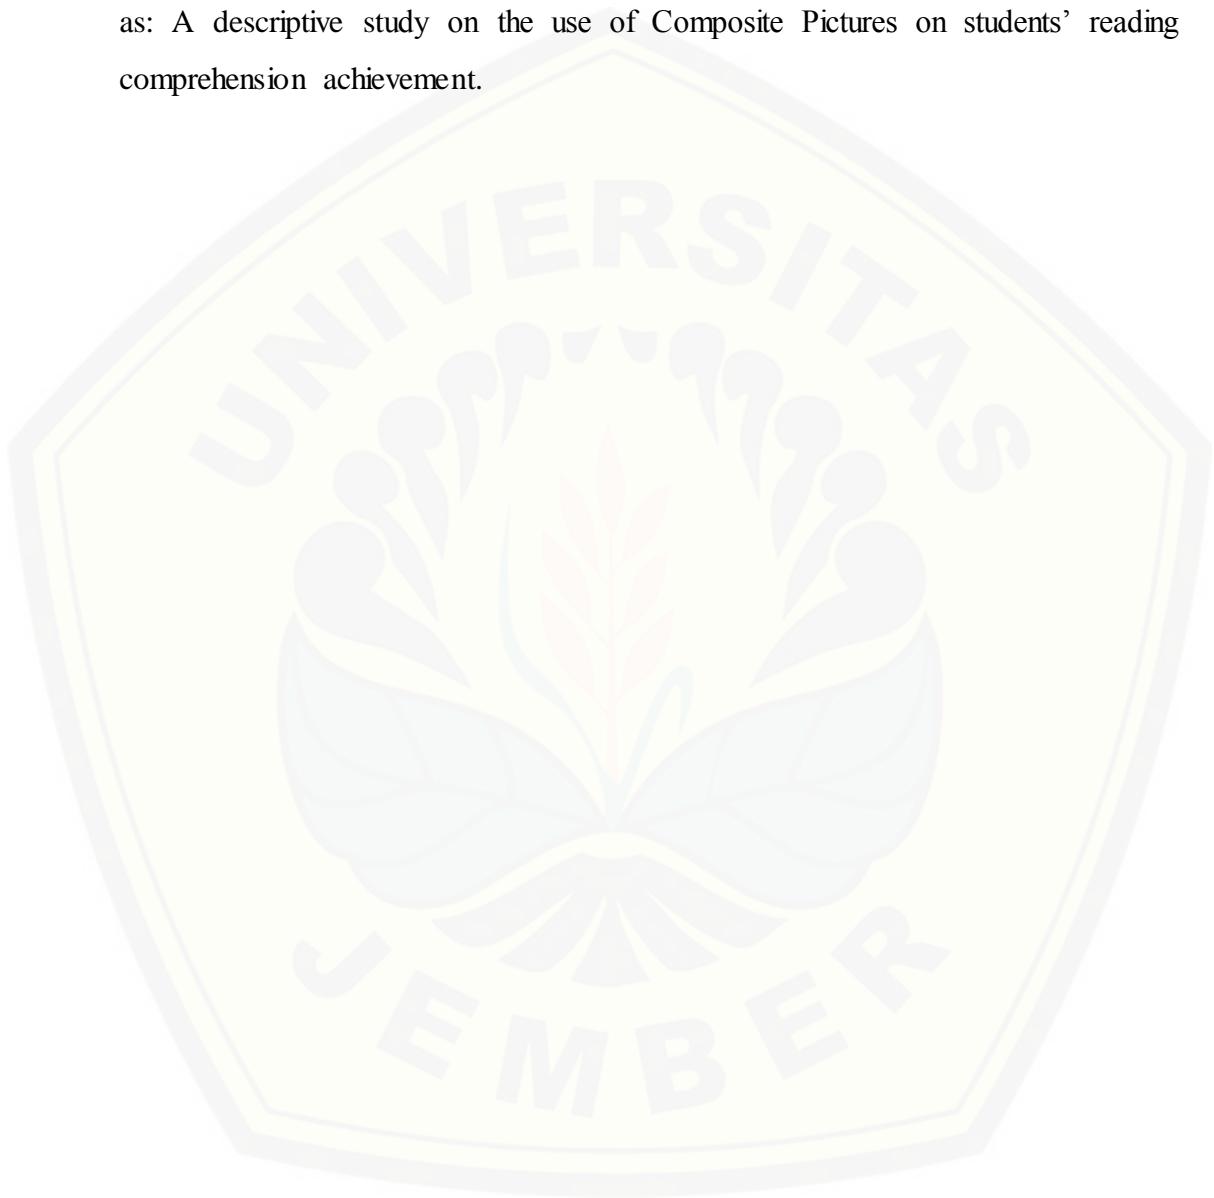 as: A descriptive study on the use of Composite Pictures on students’ reading
comprehension achievement.
UNIVERSITAS
JEMBER